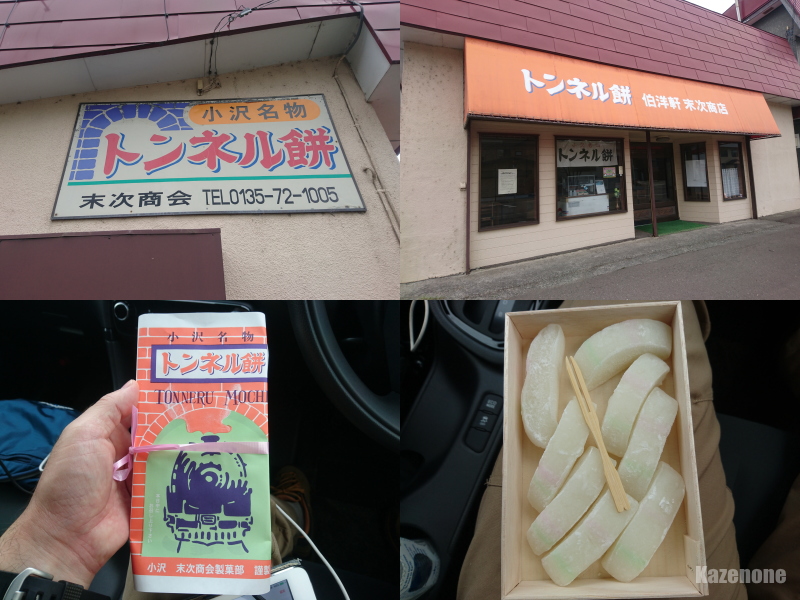 小沢名物
トンネル餅
末次商会 TEL0135-72-1005
トンネル餅 伯洋軒 末次商店
トンネル餅
小沢名物
トンネル餅
TONNERU MOCHI
小沢 末次商会製菓部 謹製
Kazenone